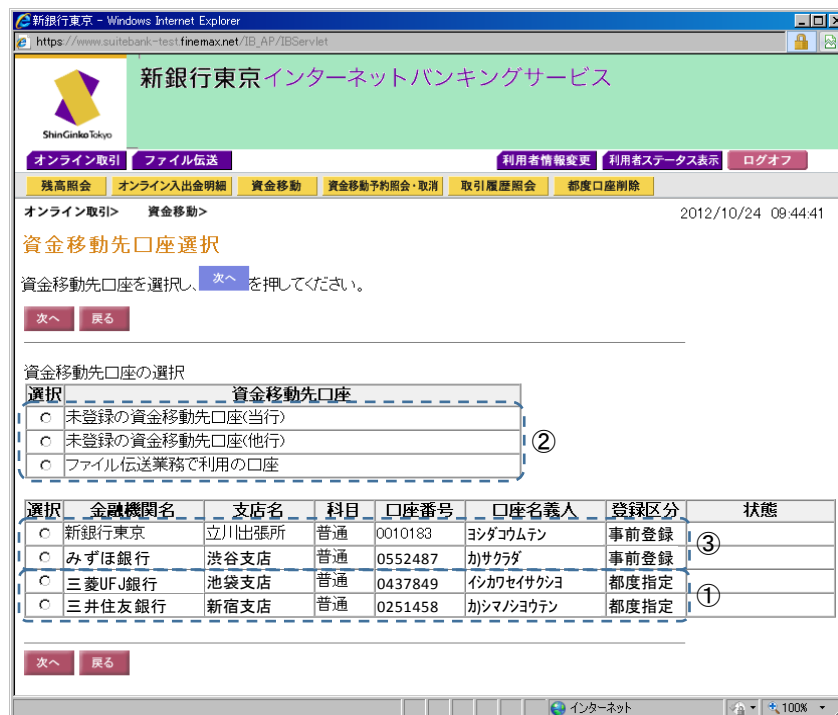 新銀行東京 - Windows Internet Explorer
https://www.suitebank-test.finemax.net/IB_AP/IBServlet
新銀行東京インターネットバンキングサービス
ShinGinko Tokyo
オンライン取引 ファイル伝送 利用者情報変更 利用者ステータス表示 ログオフ
残高照会 オンライン入出金明細 資金移動 資金移動予約照会・取消 取引履歴照会 都度口座削除
オンライン取引> 資金移動> 2012/10/24 09:44:41
資金移動先口座選択
資金移動先口座を選択し、 次へ を押してください。
次へ 戻る
資金移動先口座の選択
選択 資金移動先口座
未登録の資金移動先口座(当行)
未登録の資金移動先口座(他行) ②
ファイル伝送業務で利用の口座
選択 金融機関名 支店名 科目 口座番号 口座名義人 登録区分 状態
新銀行東京 立川出張所 普通 0010183 ヨシダコウムテン 事前登録 ③
みずほ銀行 渋谷支店 普通 0552487 カ)サクラダ 事前登録
三菱UFJ銀行 池袋支店 普通 0437849 イシカワセイサクショ 都度指定 ①
三井住友銀行 新宿支店 普通 0251458 カ)シマノショウテン 都度指定
次へ 戻る
インターネット 100%